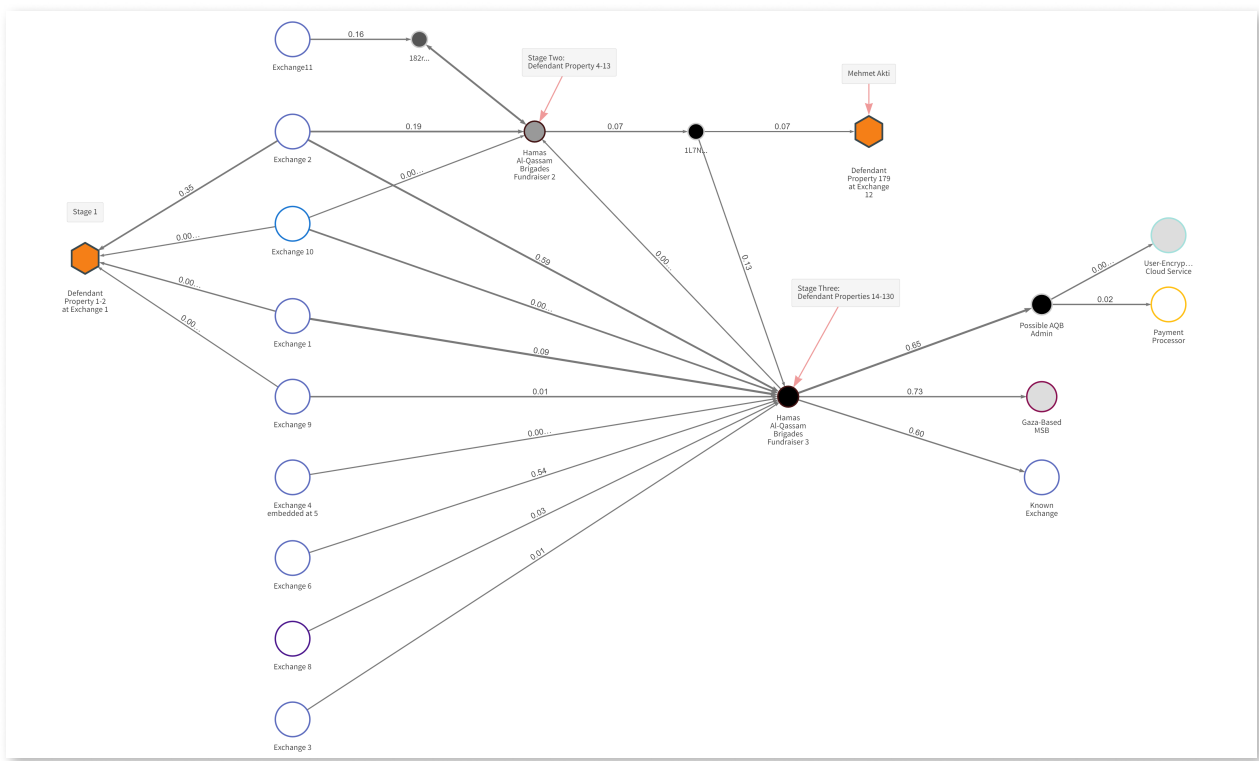 Exchange11
0.16
182r...
Stage Two:
Defendant Property 4-13
Mehmet Akti
Exchange 2
0.19
Hamas
Al-Qassam
Brigades
Fundraiser 2
0.07
1L7N...
0.07
Defendant
Property 179
at Exchange
12
0.35
0.00...
Stage 1
Defendant
Property 1-2
at Exchange 1
0.00...
Exchange 10
0.59
0.00...
0.13
User-Encryp...
Cloud Service
0.00...
0.00...
Exchange 1
0.00...
0.00...
Stage Three:
Defendant Properties 14-130
Possible AQB
Admin
0.02
Payment
Processor
0.09
0.65
Exchange 9
0.01
Hamas
Al-Qassam
Brigades
Fundraiser 3
0.73
Gaza-Based
MSB
0.60
0.00...
Exchange 4
embedded at 5
Known
Exchange
0.54
Exchange 6
0.03
Exchange 8
0.01
Exchange 3